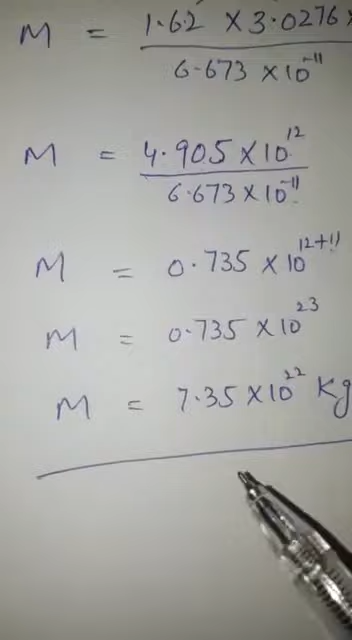 M = 1.62 × 3.0276 ×
6.673 × 10⁻¹¹
M = 4.905 × 10¹²
6.673 × 10⁻¹¹
M = 0.735 × 10¹²⁺¹¹
M = 0.735 × 10²³
M = 7.35 × 10²² Kg